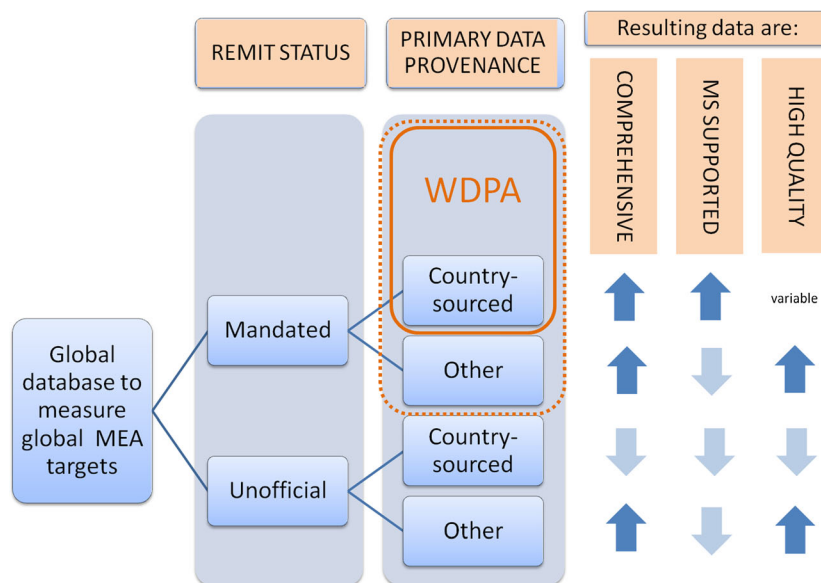 REMIT STATUS
PRIMARY DATA
PROVENANCE
Resulting data are:
COMPREHENSIVE
MS SUPPORTED
HIGH QUALITY
WDPA
Country-
sourced
variable
Mandated
Other
Global
database to
measure
global MEA
targets
Country-
sourced
Unofficial
Other